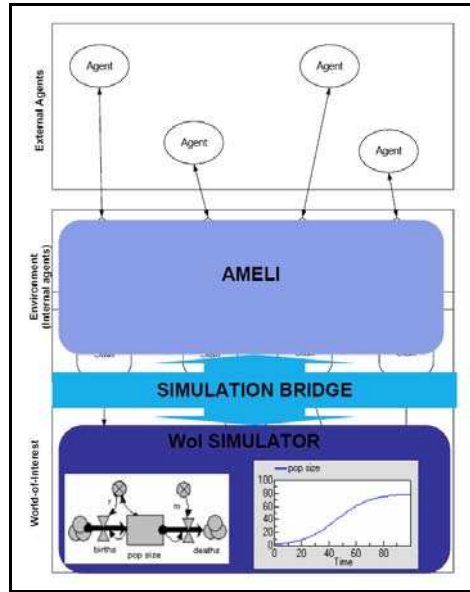 External Agents
Agent
Agent
Agent
Agent
Environment
(Internal agents)
AMELI
SIMULATION BRIDGE
World-of-Interest
WoI SIMULATOR
r
m
births
pop size
deaths
pop size
100
80
60
40
20
0
0 20 40 60 80
Time